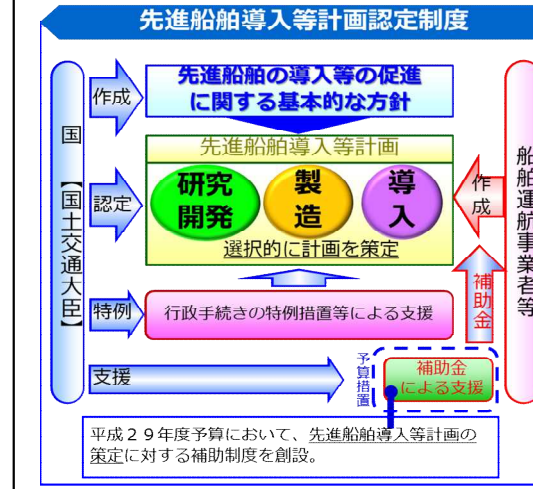 先進船舶導入等計画認定制度
国【国土交通大臣】
作成
先進船舶の導入等の促進
に関する基本的な方針
先進船舶導入等計画
認定
研究
開発
製
造
導
入
選択的に計画を策定
作成
船舶運航事業者等
特例
行政手続きの特例措置等による支援
補助金
支援
予算措置
補助金
による支援
平成29年度予算において、先進船舶導入等計画の
策定に対する補助制度を創設。